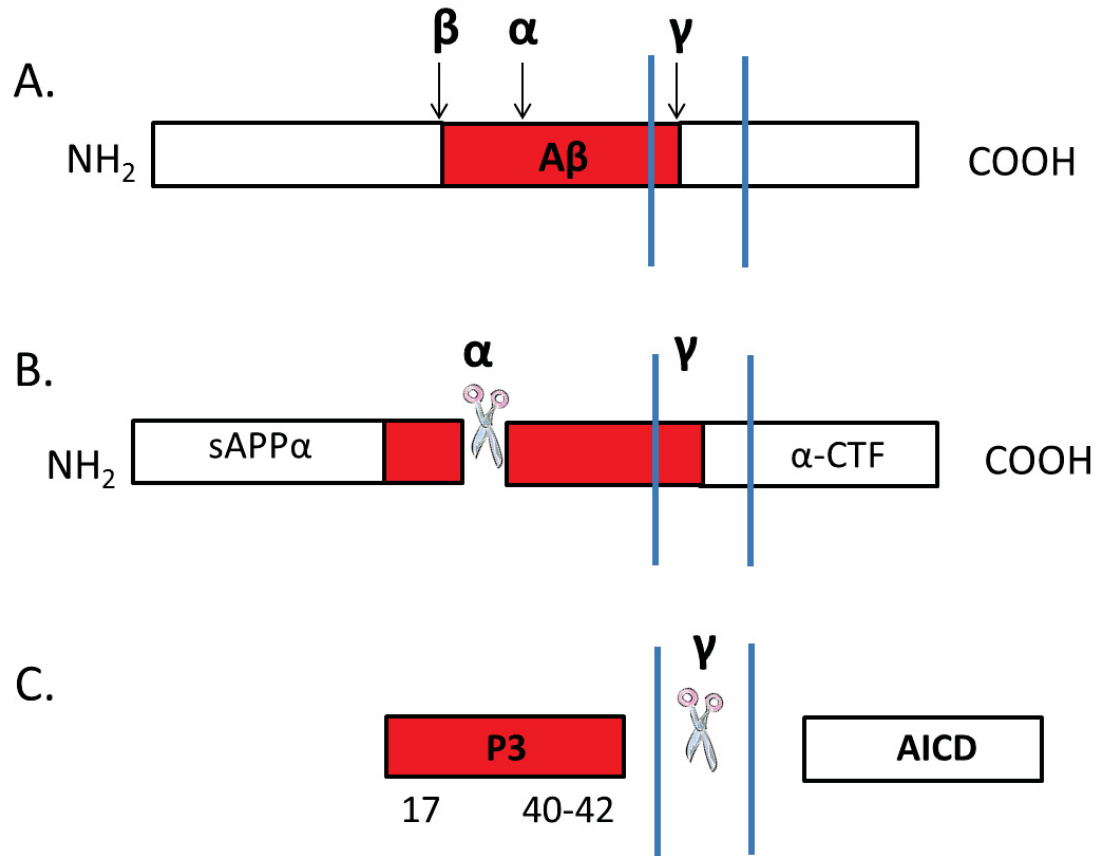 β α γ
A.
NH₂ Aβ COOH
α γ
B.
NH₂ sAPPα α-CTF COOH
γ
C.
P3 AICD
17 40-42